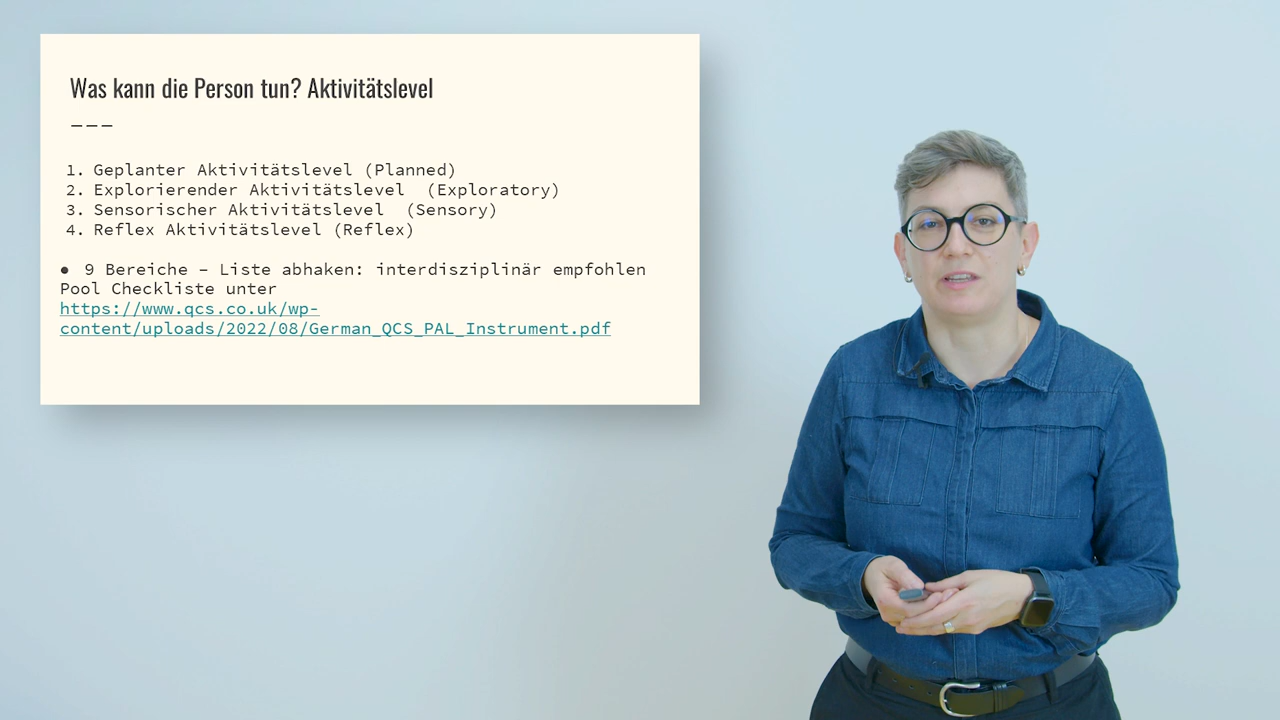 Was kann die Person tun? Aktivitätslevel
———
1. Geplanter Aktivitätslevel (Planned)
2. Explorierender Aktivitätslevel (Exploratory)
3. Sensorischer Aktivitätslevel (Sensory)
4. Reflex Aktivitätslevel (Reflex)
● 9 Bereiche – Liste abhaken: interdisziplinär empfohlen
Pool Checkliste unter
https://www.qcs.co.uk/wp-
content/uploads/2022/08/German_QCS_PAL_Instrument.pdf